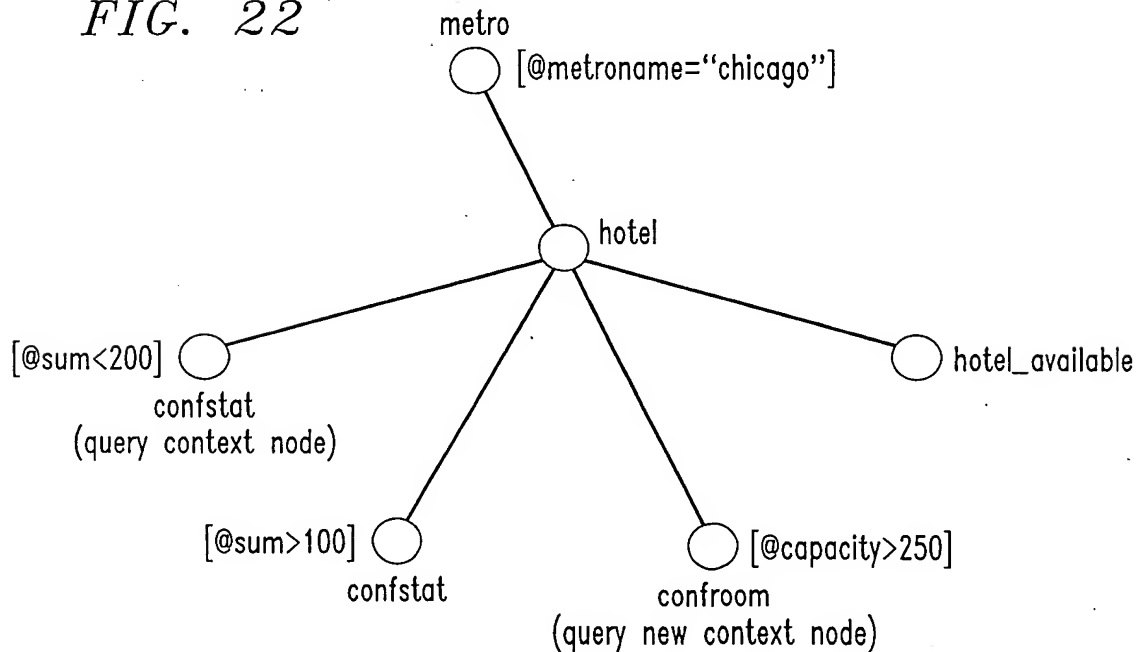 FIG. 22
metro
[@metroname="chicago"]
hotel
[@sum<200]
confstat
(query context node)
hotel_available
[@sum>100]
confstat
[@capacity>250]
confroom
(query new context node)